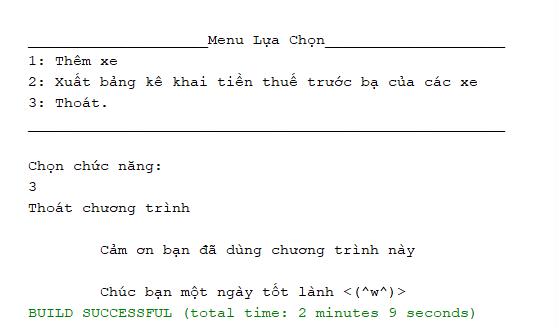 ____________________Menu Lựa Chọn____________________
1: Thêm xe
2: Xuất bảng kê khai tiền thuế trước bạ của các xe
3: Thoát.
_____________________________________________________
Chọn chức năng:
3
Thoát chương trình
Cảm ơn bạn đã dùng chương trình này
Chúc bạn một ngày tốt lành <(^w^)>
BUILD SUCCESSFUL (total time: 2 minutes 9 seconds)